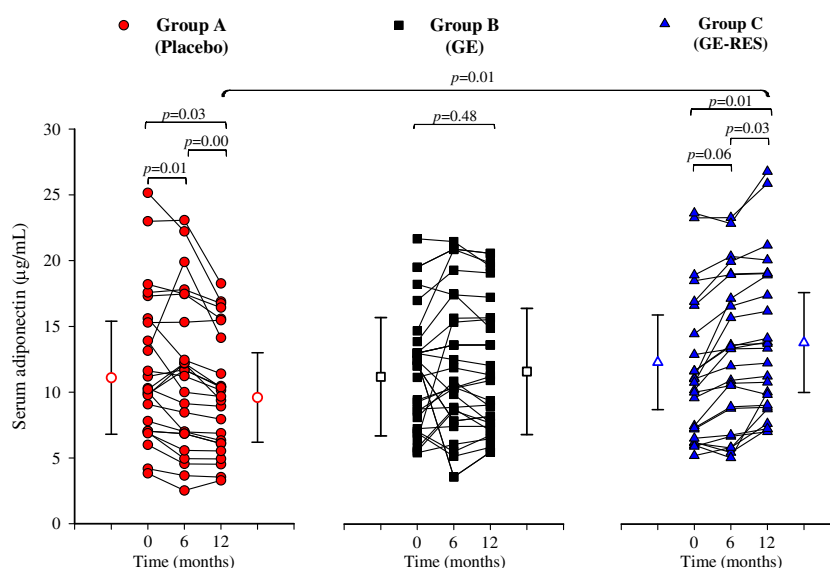 Group A
(Placebo)
Group B
(GE)
Group C
(GE-RES)
p=0.01
p=0.03
p=0.00
p=0.01
p=0.48
p=0.01
p=0.03
p=0.06
Serum adiponectin (µg/mL)
30
25
20
15
10
5
0
0 6 12
Time (months)
0 6 12
Time (months)
0 6 12
Time (months)